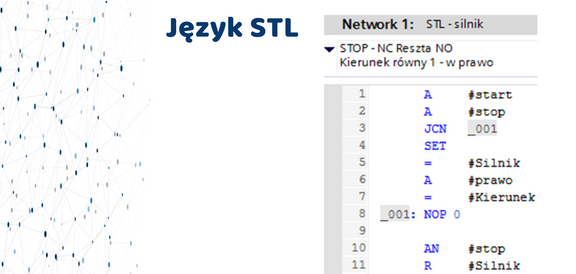 Język STL
Network 1: STL - silnik
STOP - NC Reszta NO
Kierunek równy 1 - w prawo
1 A #start
2 A #stop
3 JCN _001
4 SET
5 = #Silnik
6 A #prawo
7 = #Kierunek
8 _001: NOP 0
9
10 AN #stop
11 R #Silnik